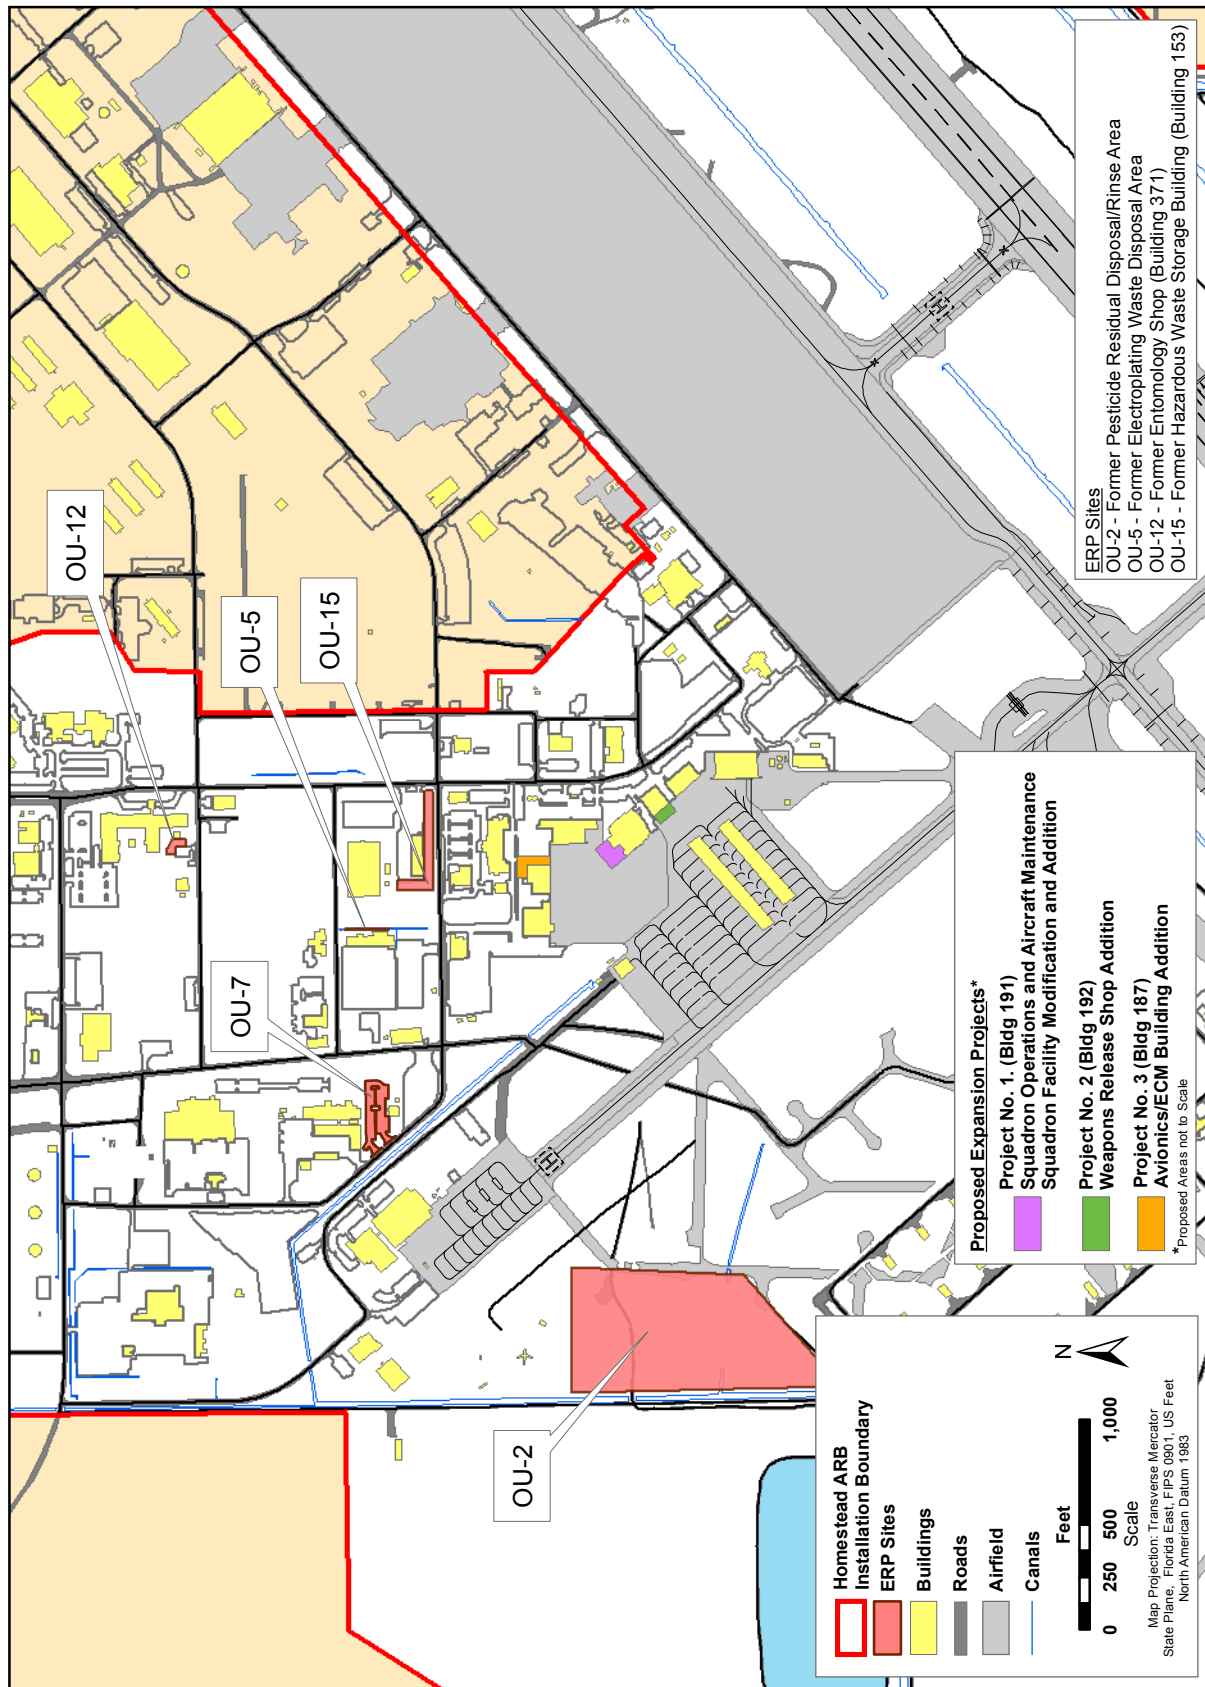 OU-12
OU-5
OU-15
OU-7
OU-2
Homestead ARB
Installation Boundary
ERP Sites
Buildings
Roads
Airfield
Canals
N
Feet
0 250 500 1,000
Scale
Map Projection: Transverse Mercator
State Plane, Florida East, FIPS 0901, US Feet
North American Datum 1983
Proposed Expansion Projects*
Project No. 1. (Bldg 191)
Squadron Operations and Aircraft Maintenance
Squadron Facility Modification and Addition
Project No. 2 (Bldg 192)
Weapons Release Shop Addition
Project No. 3 (Bldg 187)
Avionics/ECM Building Addition
*Proposed Areas not to Scale
ERP Sites
OU-2 - Former Pesticide Residual Disposal/Rinse Area
OU-5 - Former Electroplating Waste Disposal Area
OU-12 - Former Entomology Shop (Building 371)
OU-15 - Former Hazardous Waste Storage Building (Building 153)
H
H